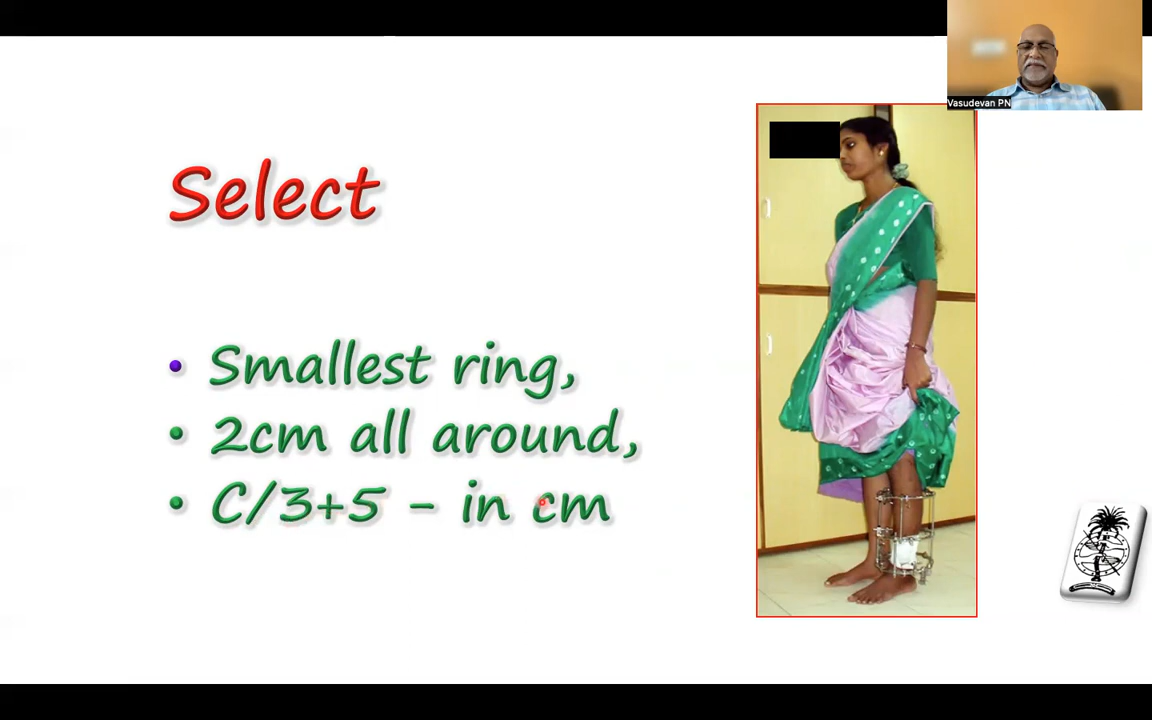 Vasudevan PN
Select
• Smallest ring,
• 2cm all around,
• C/3+5 - in cm